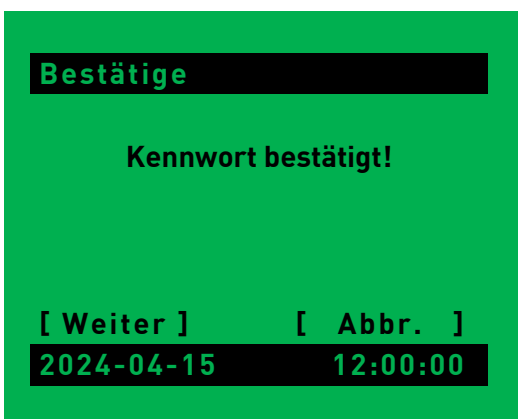 Bestätige
Kennwort bestätigt!
[ Weiter ] [ Abbr. ]
2024-04-15 12:00:00